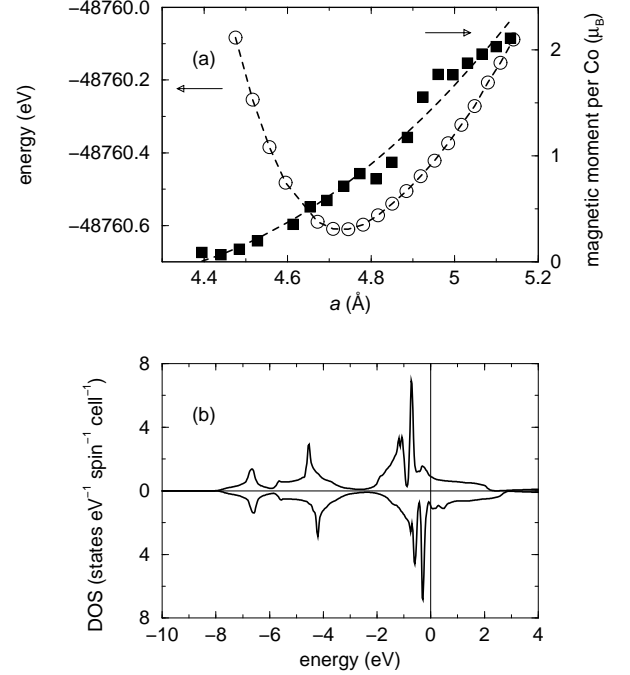 −48760.0
−48760.2
−48760.4
−48760.6
energy (eV)
(a)
2
1
0
magnetic moment per Co (μB)
4.4 4.6 4.8 5 5.2
a (Å)
8
4
0
4
8
DOS (states eV⁻¹ spin⁻¹ cell⁻¹)
(b)
−10 −8 −6 −4 −2 0 2 4
energy (eV)